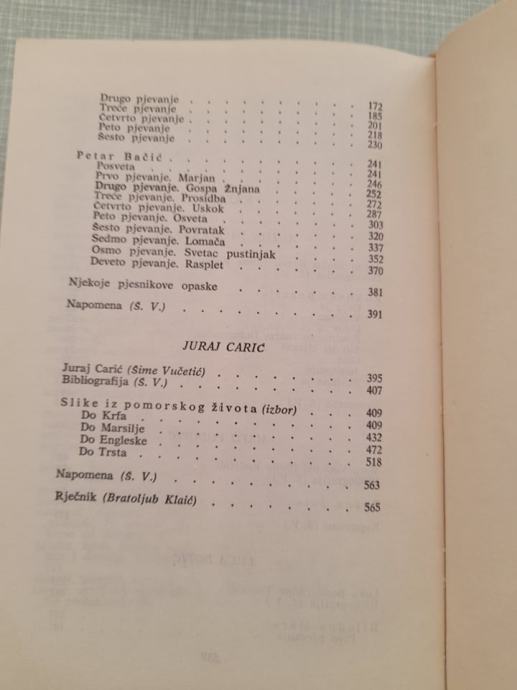 Drugo pjevanje . . . . . . . . . . 172
Treće pjevanje . . . . . . . . . . 185
Četvrto pjevanje . . . . . . . . . . 201
Peto pjevanje . . . . . . . . . . 218
Šesto pjevanje . . . . . . . . . . 230
Petar Bačić . . . . . . . . . . 241
Posveta . . . . . . . . . . 241
Prvo pjevanje. Marjan . . . . . . . . 246
Drugo pjevanje. Gospa Žnjana . . . . . . 252
Treće pjevanje. Prosidba . . . . . . . 272
Četvrto pjevanje. Uskok . . . . . . . 287
Peto pjevanje. Osveta . . . . . . . 303
Šesto pjevanje. Povratak . . . . . . . 320
Sedmo pjevanje. Lomača . . . . . . . 337
Osmo pjevanje. Svetac pustinjak . . . . . 352
Deveto pjevanje. Rasplet . . . . . . . 370
Njekoje pjesnikove opaske . . . . . . . 381
Napomena (Š. V.) . . . . . . . . . 391
JURAJ CARIĆ
Juraj Carić (Šime Vučetić) . . . . . . . 395
Bibliografija (Š. V.) . . . . . . . . . 407
Slike iz pomorskog života (izbor) . . . . 409
Do Krfa . . . . . . . . . . 409
Do Marsilje . . . . . . . . . . 432
Do Engleske . . . . . . . . . . 472
Do Trsta . . . . . . . . . . 518
Napomena (Š. V.) . . . . . . . . . 563
Rječnik (Bratoljub Klaić) . . . . . . . 565